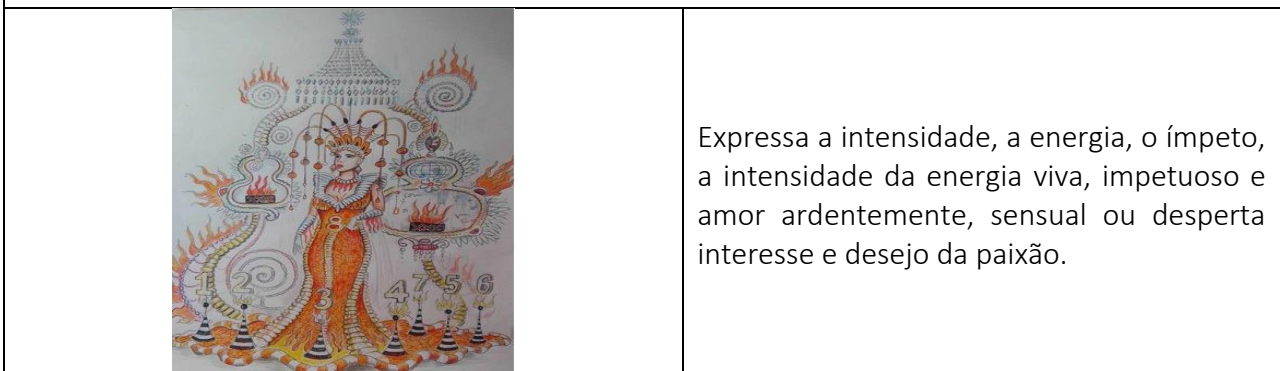 1 2 3 4 7 5 6
Expressa a intensidade, a energia, o ímpeto,
a intensidade da energia viva, impetuoso e
amor ardentemente, sensual ou desperta
interesse e desejo da paixão.